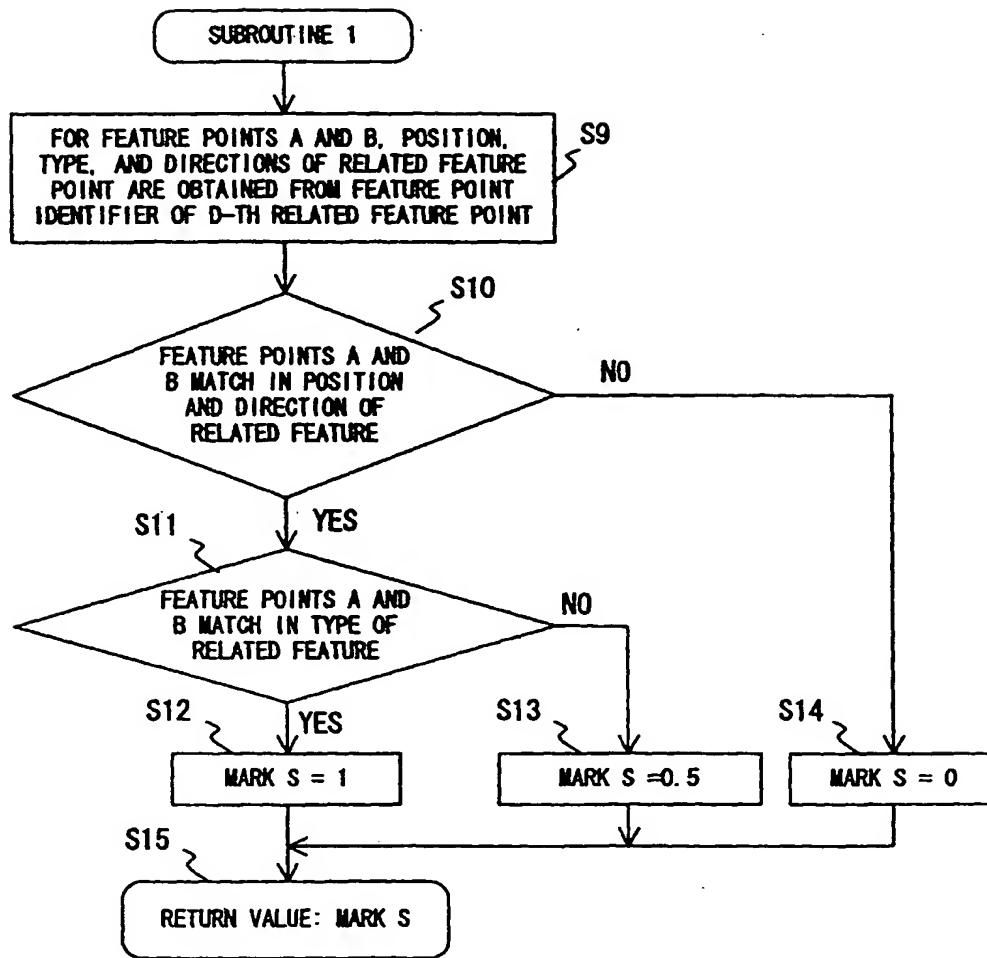 SUBROUTINE 1
FOR FEATURE POINTS A AND B, POSITION,
TYPE, AND DIRECTIONS OF RELATED FEATURE
POINT ARE OBTAINED FROM FEATURE POINT
IDENTIFIER OF D-TH RELATED FEATURE POINT
S9
S10
FEATURE POINTS A AND
B MATCH IN POSITION
AND DIRECTION OF
RELATED FEATURE
NO
YES
S11
FEATURE POINTS A AND
B MATCH IN TYPE OF
RELATED FEATURE
NO
YES
S12
MARK S = 1
S13
MARK S =0.5
S14
MARK S = 0
S15
RETURN VALUE: MARK S